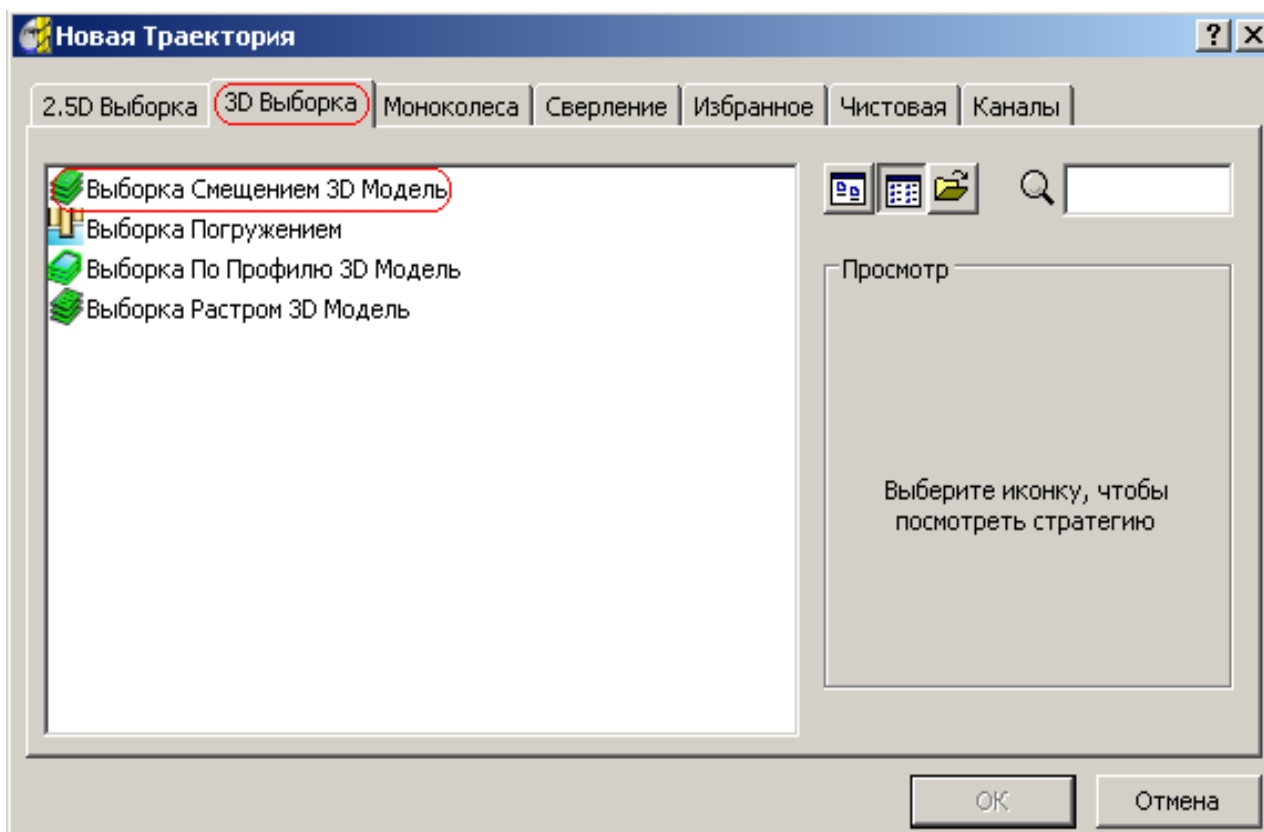 Новая Траектория
2.5D Выборка 3D Выборка Моноколеса Сверление Избранное Чистовая Каналы
Выборка Смещением 3D Модель
Выборка Погружением
Выборка По Профилю 3D Модель
Выборка Растром 3D Модель
Просмотр
Выберите иконку, чтобы
посмотреть стратегию
OK Отмена